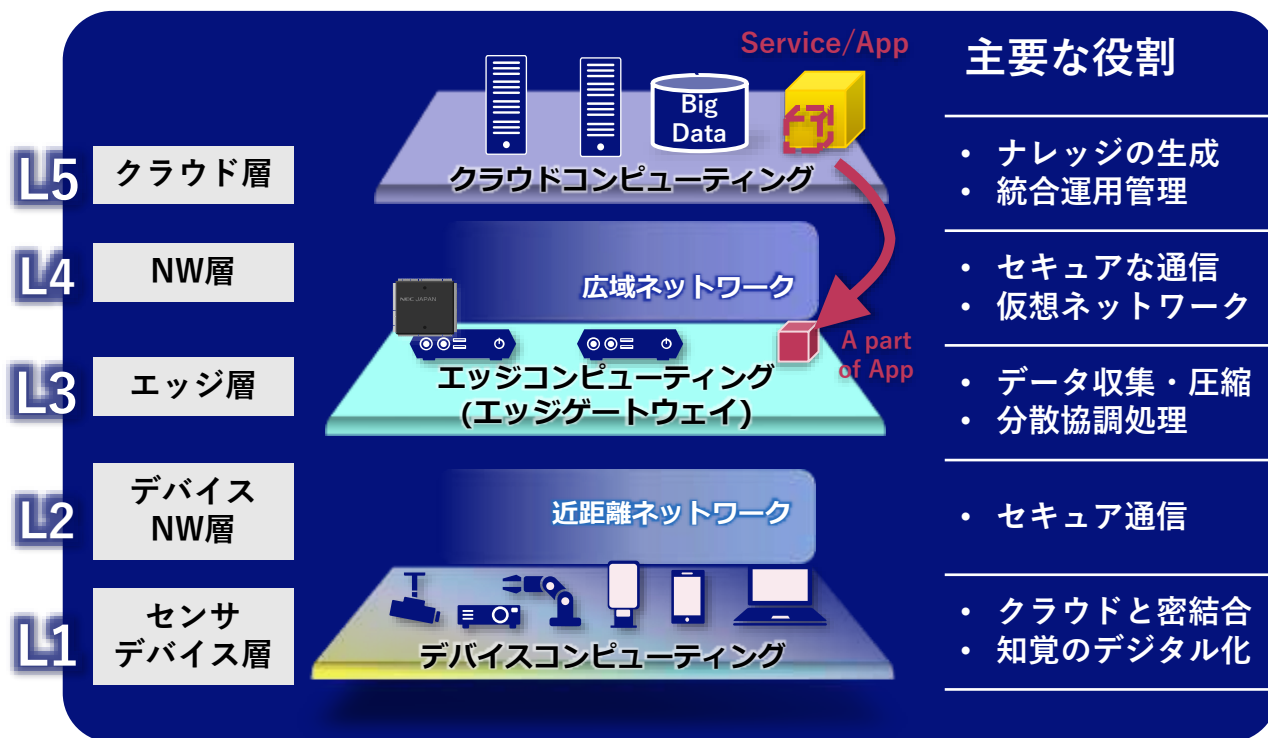 Service/App
主要な役割
Big
Data
L5
クラウド層
クラウドコンピューティング
• ナレッジの生成
• 統合運用管理
L4
NW層
広域ネットワーク
• セキュアな通信
• 仮想ネットワーク
NEC JAPAN
A part
of App
L3
エッジ層
エッジコンピューティング
(エッジゲートウェイ)
• データ収集・圧縮
• 分散協調処理
L2
デバイス
NW層
近距離ネットワーク
• セキュア通信
L1
センサ
デバイス層
デバイスコンピューティング
• クラウドと密結合
• 知覚のデジタル化